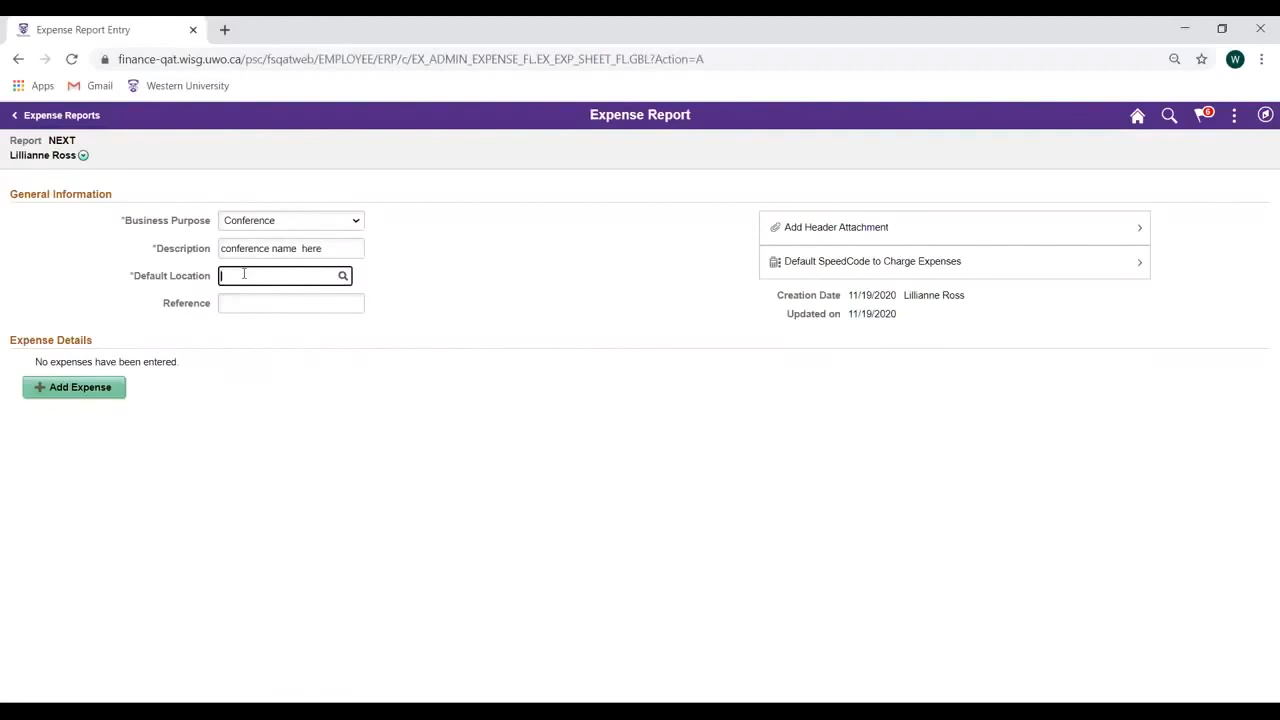 Expense Report Entry
finance-qat.wisg.uwo.ca/psc/fsqatweb/EMPLOYEE/ERP/c/EX_ADMIN_EXPENSE_FL.EX_EXP_SHEET_FL.GBL?Action=A
W
Apps Gmail Western University
Expense Reports
Expense Report
6
Report NEXT
Lillianne Ross
General Information
*Business Purpose Conference
*Description conference name  here
*Default Location
Reference
Add Header Attachment
Default SpeedCode to Charge Expenses
Creation Date 11/19/2020 Lillianne Ross
Updated on 11/19/2020
Expense Details
No expenses have been entered.
Add Expense